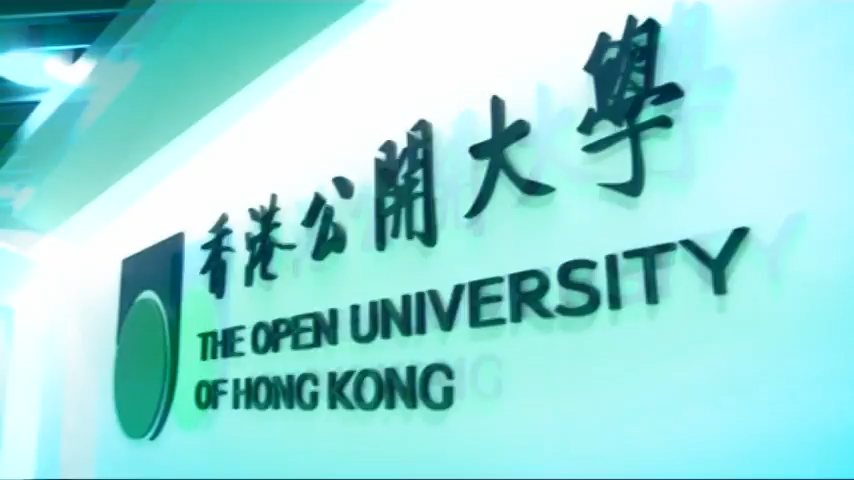 香港公開大學
THE OPEN UNIVERSITY
OF HONG KONG